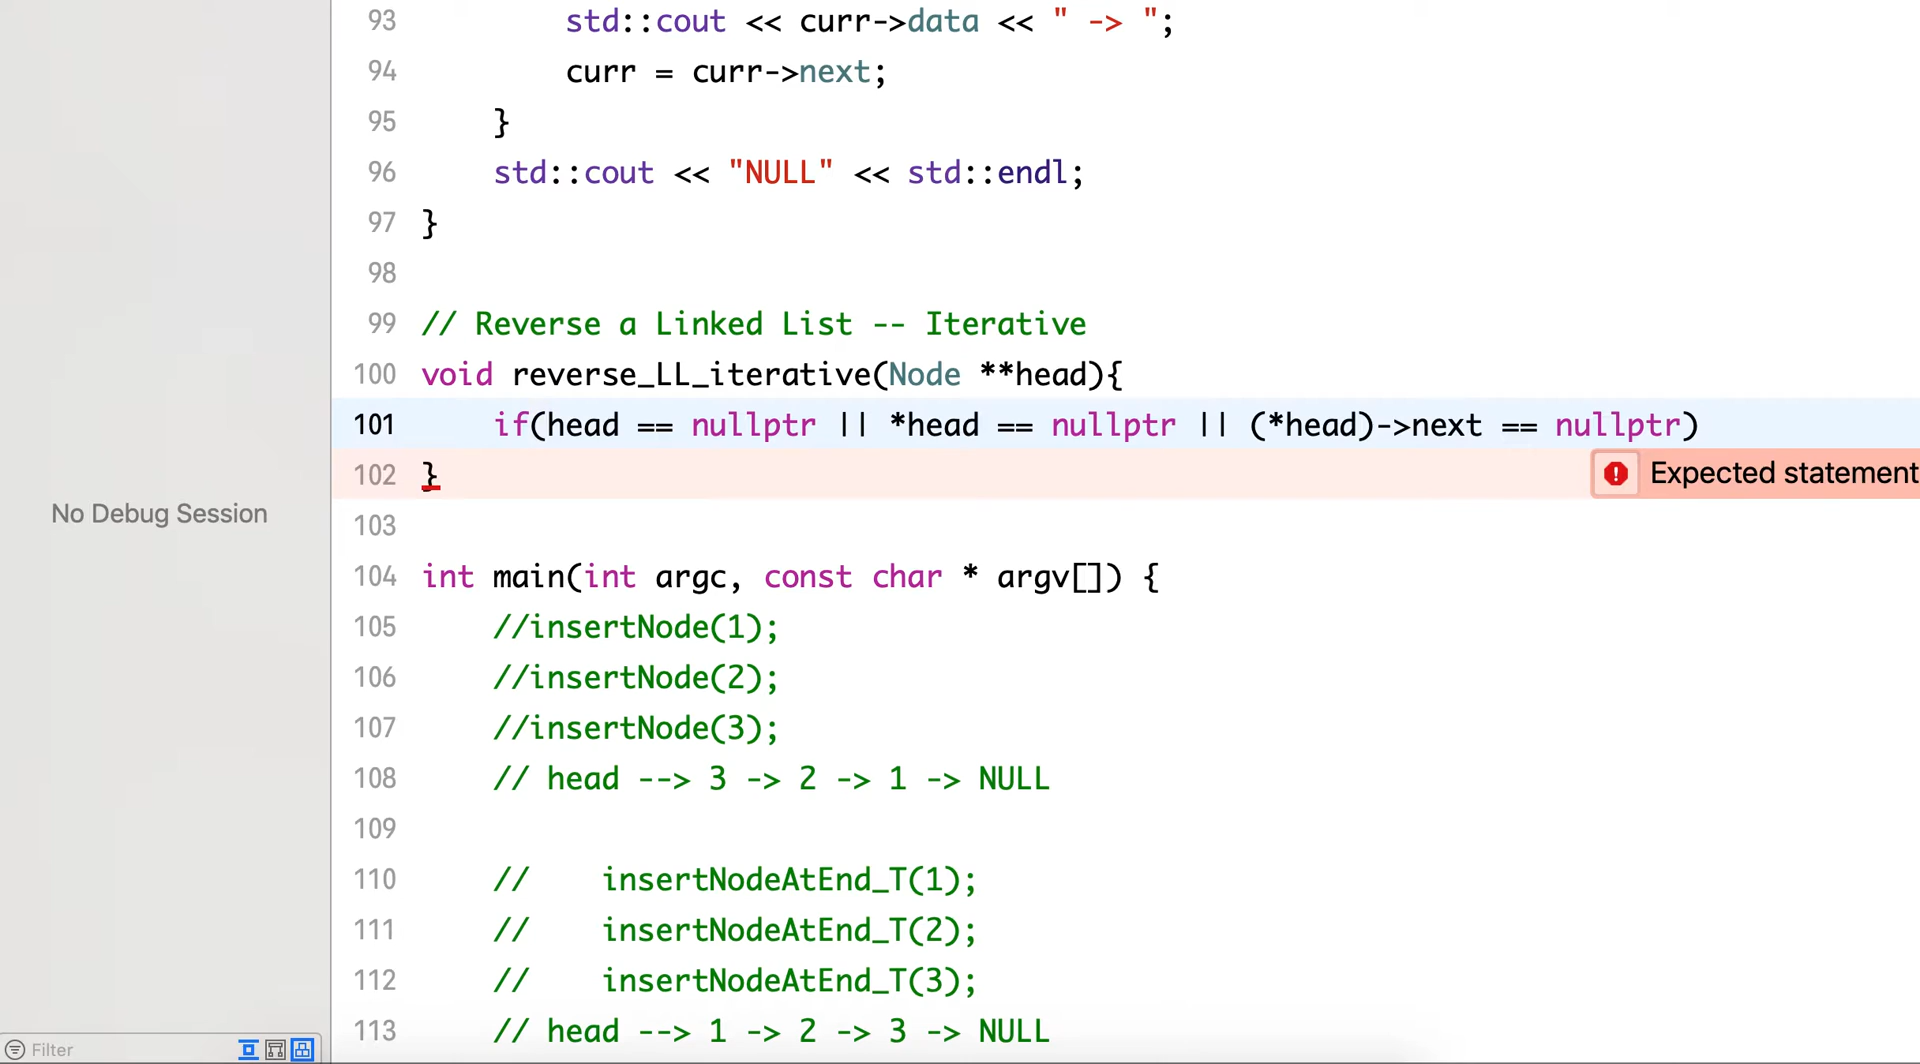 93 std::cout << curr->data << " -> ";
94 curr = curr->next;
95 }
96 std::cout << "NULL" << std::endl;
97 }
98
99 // Reverse a Linked List -- Iterative
100 void reverse_LL_iterative(Node **head){
101 if(head == nullptr || *head == nullptr || (*head)->next == nullptr)
102 } Expected statement
No Debug Session
103
104 int main(int argc, const char * argv[]) {
105 //insertNode(1);
106 //insertNode(2);
107 //insertNode(3);
108 // head --> 3 -> 2 -> 1 -> NULL
109
110 // insertNodeAtEnd_T(1);
111 // insertNodeAtEnd_T(2);
112 // insertNodeAtEnd_T(3);
113 // head --> 1 -> 2 -> 3 -> NULL
Filter